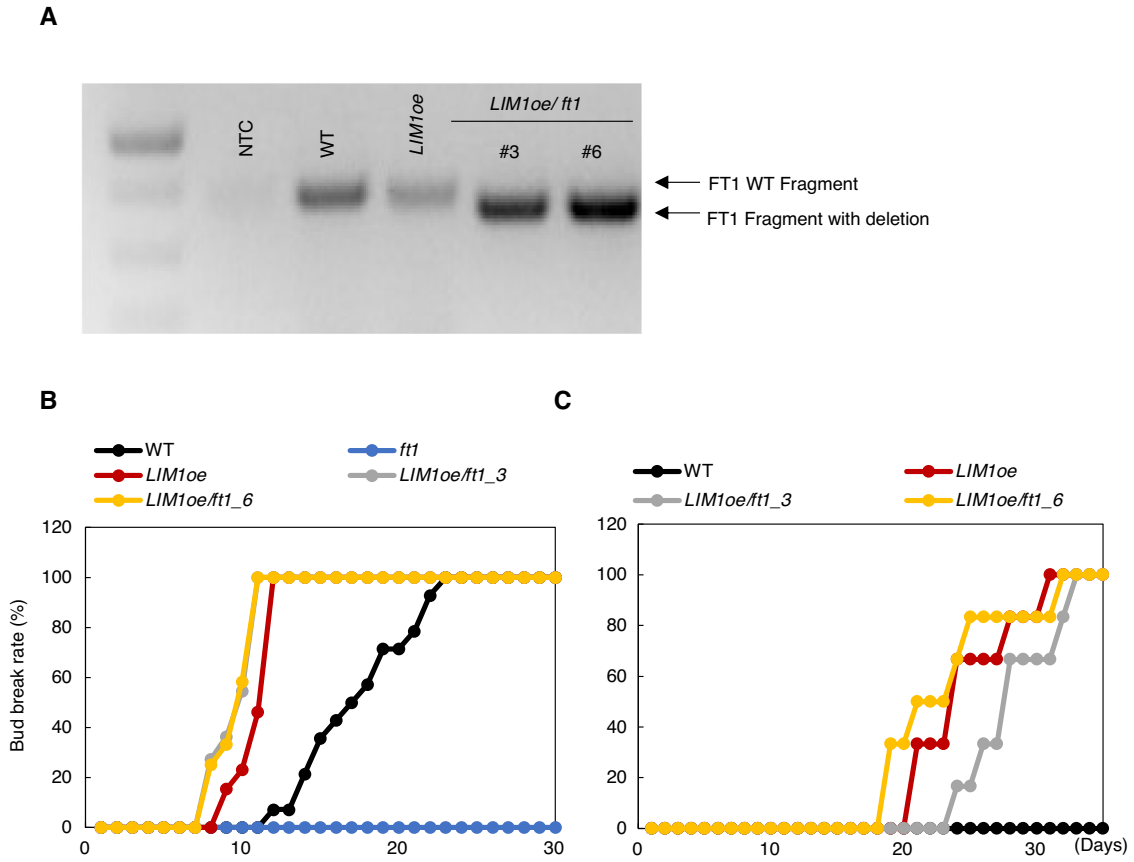 A
LIM1oe/ ft1
NTC
WT
LIM1oe
#3
#6
FT1 WT Fragment
FT1 Fragment with deletion
B
C
WT
ft1
LIM1oe
LIM1oe/ft1_3
LIM1oe/ft1_6
Bud break rate (%)
120
100
80
60
40
20
0
0
10
20
30
WT
LIM1oe
LIM1oe/ft1_3
LIM1oe/ft1_6
120
100
80
60
40
20
0
0
10
20
30
(Days)